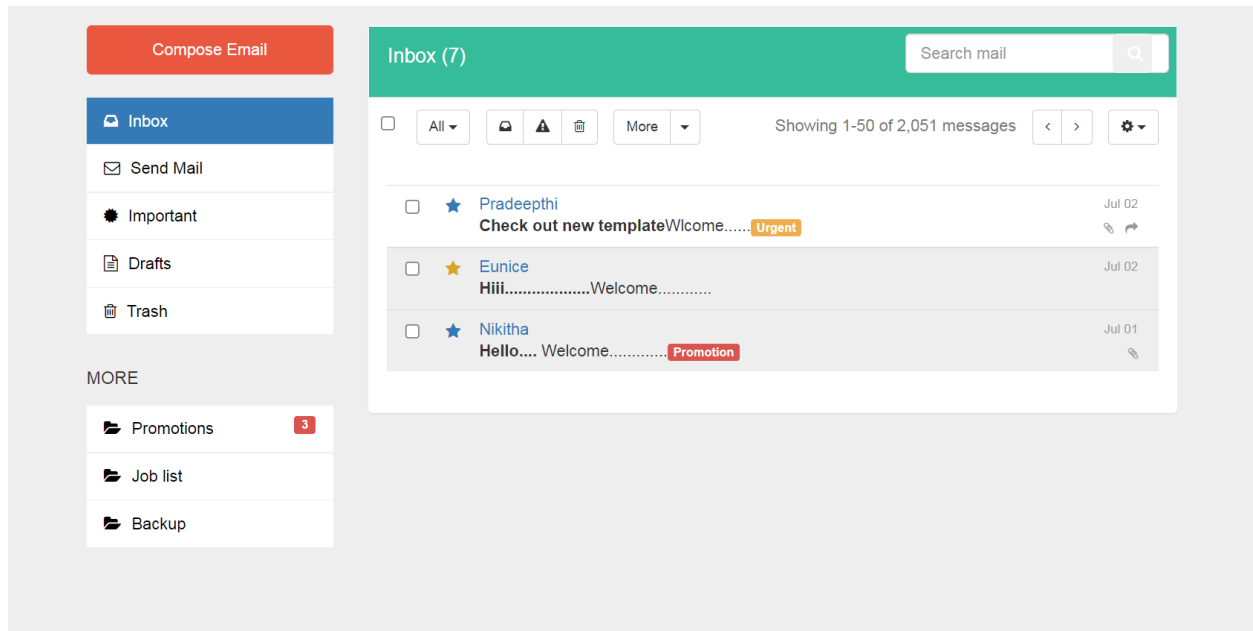 Compose Email
Inbox
Send Mail
Important
Drafts
Trash
MORE
Promotions 3
Job list
Backup
Inbox (7)
Search mail
All More Showing 1-50 of 2,051 messages < >
Pradeepthi Jul 02
Check out new templateWlcome......Urgent
Eunice Jul 02
Hiii...................Welcome............
Nikitha Jul 01
Hello.... Welcome.............Promotion